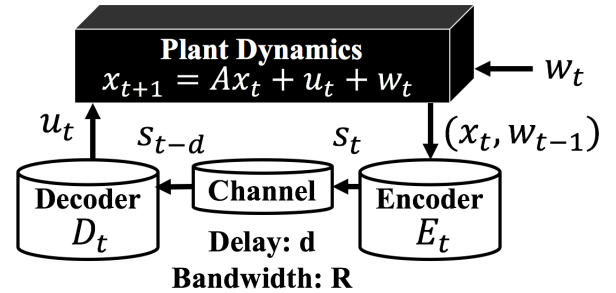 Plant Dynamics
x_{t+1} = Ax_t + u_t + w_t
w_t
u_t
s_{t-d}
s_t
(x_t, w_{t-1})
Decoder
D_t
Channel
Encoder
E_t
Delay: d
Bandwidth: R